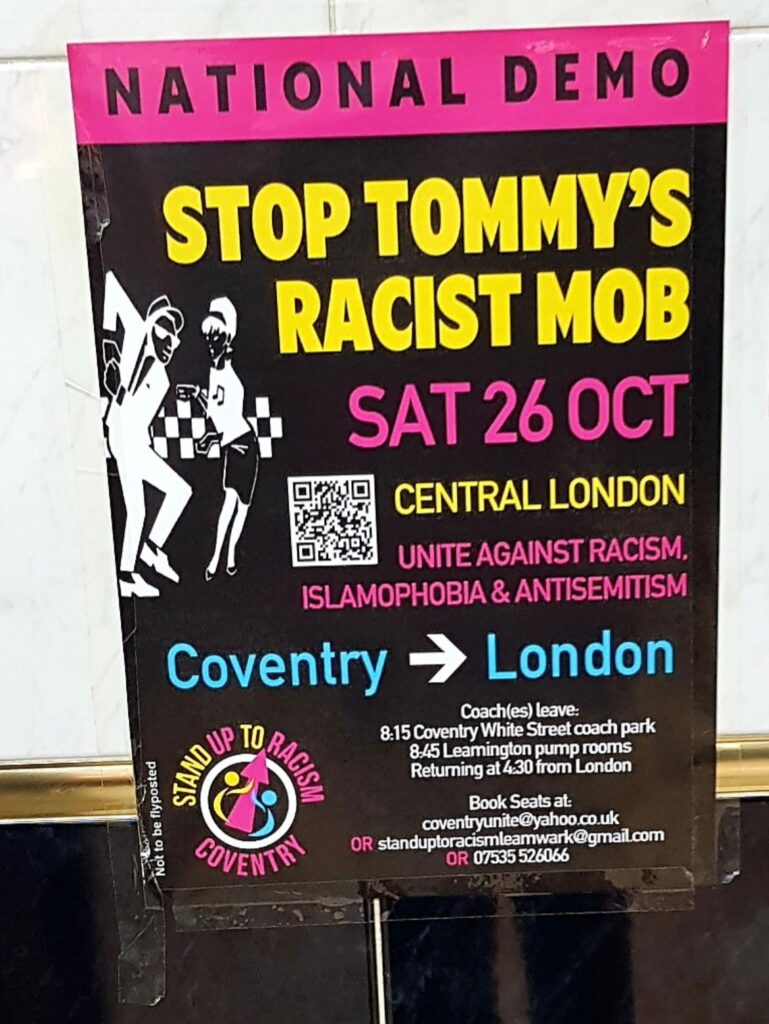 NATIONAL DEMO
STOP TOMMY'S
RACIST MOB
SAT 26 OCT
CENTRAL LONDON
UNITE AGAINST RACISM,
ISLAMOPHOBIA & ANTISEMITISM
Coventry → London
Coach(es) leave:
8:15 Coventry White Street coach park
8:45 Leamington pump rooms
Returning at 4:30 from London
Book Seats at:
coventryunite@yahoo.co.uk
OR standuptoracismleamwark@gmail.com
OR 07535 526066
STAND UP TO RACISM
COVENTRY
Not to be flyposted